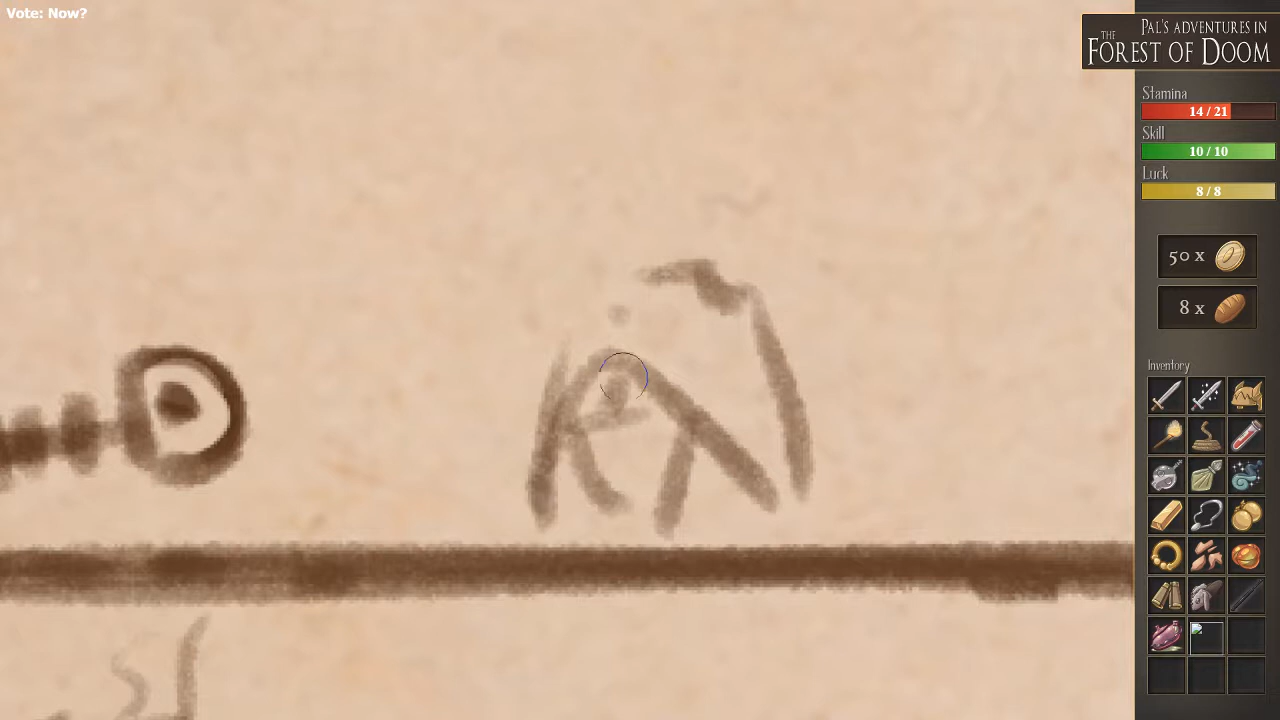 Vote: Now?
PAL'S ADVENTURES IN
THE
FOREST OF DOOM
Stamina
14 / 21
Skill
10 / 10
Luck
8 / 8
50 x
8 x
Inventory